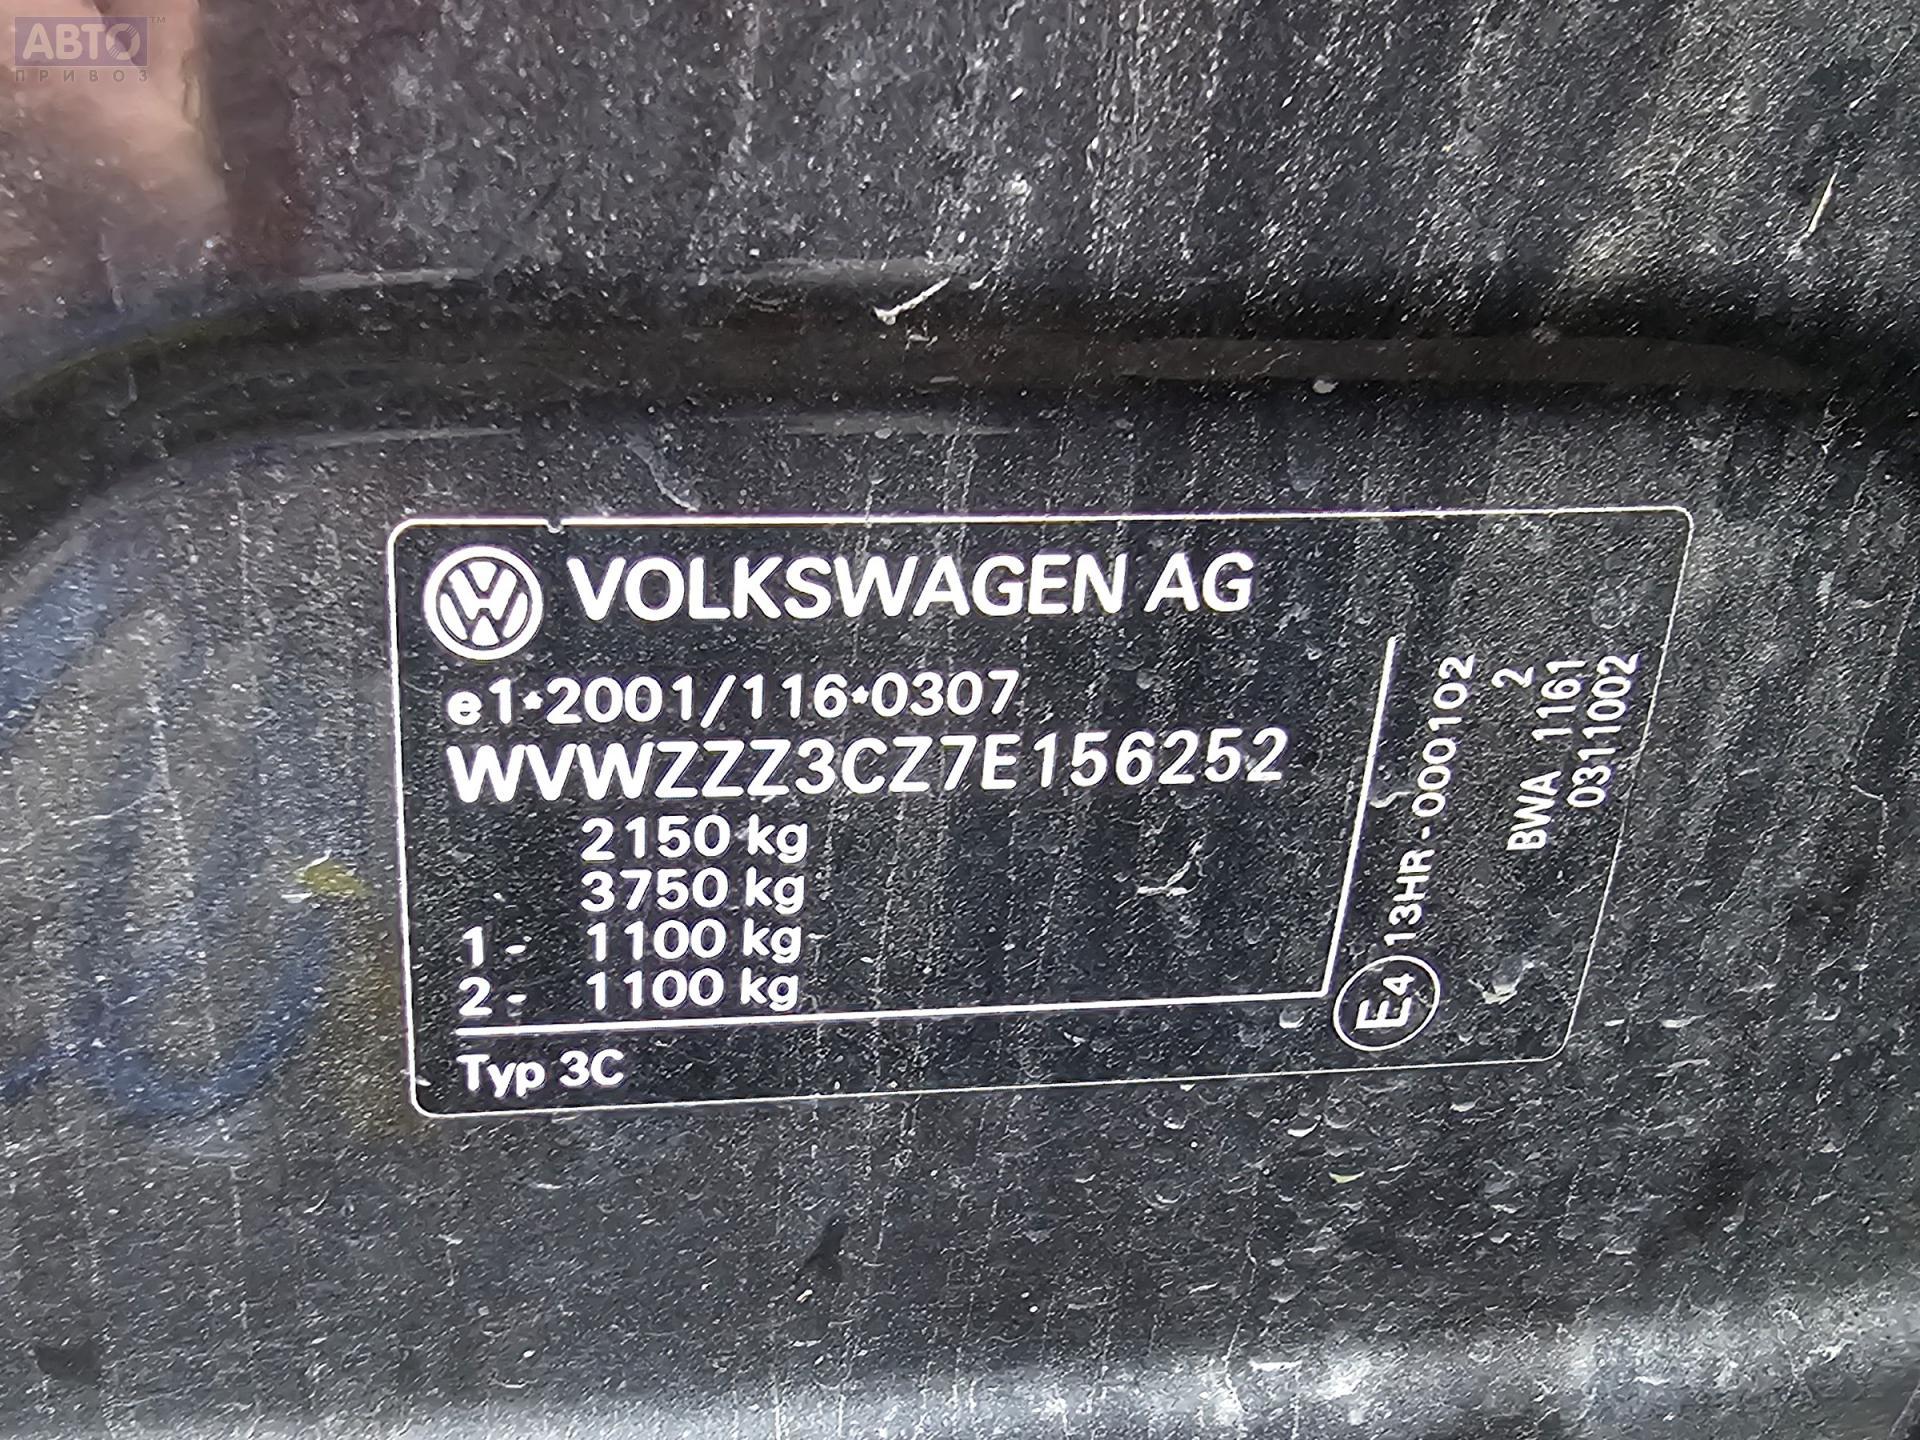 АВТО™
ПРИВОЗ
VOLKSWAGEN AG
e1*2001/116*0307
WVWZZZ3CZ7E156252
2150 kg
3750 kg
1 - 1100 kg
2 - 1100 kg
Typ 3C
E4 13HR - 000102
2
BWA 1161
0311002